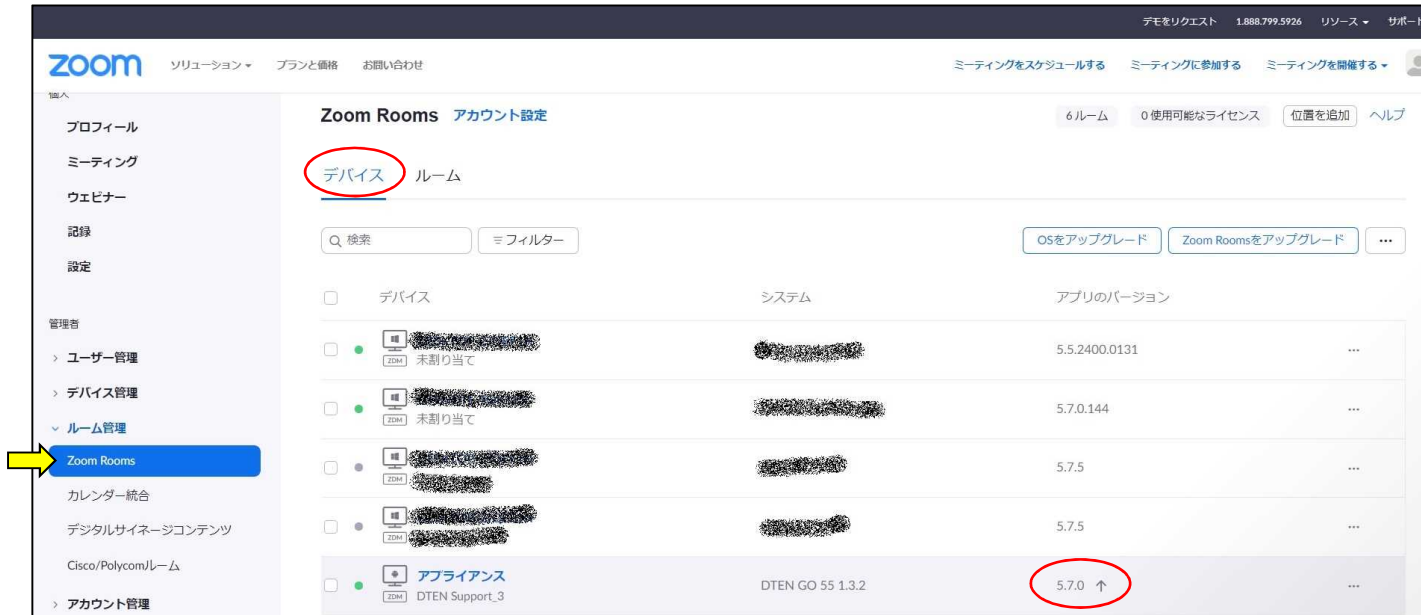 デモをリクエスト 1.888.799.5926 リソース サポート
zoom ソリューション プランと価格 お問い合わせ ミーティングをスケジュールする ミーティングに参加する ミーティングを開催する
個人
プロフィール
ミーティング
ウェビナー
記録
設定
管理者
ユーザー管理
デバイス管理
ルーム管理
Zoom Rooms
カレンダー統合
デジタルサイネージコンテンツ
Cisco/Polycomルーム
アカウント管理
Zoom Rooms アカウント設定 6ルーム 0使用可能なライセンス 位置を追加 ヘルプ
デバイス ルーム
検索 フィルター OSをアップグレード Zoom Roomsをアップグレード ...
デバイス システム アプリのバージョン
5.5.2400.0131 ...
ZDM 未割り当て
5.7.0.144 ...
ZDM 未割り当て
5.7.5 ...
ZDM
5.7.5 ...
ZDM
アプライアンス DTEN GO 55 1.3.2 5.7.0 ↑ ...
ZDM DTEN Support_3